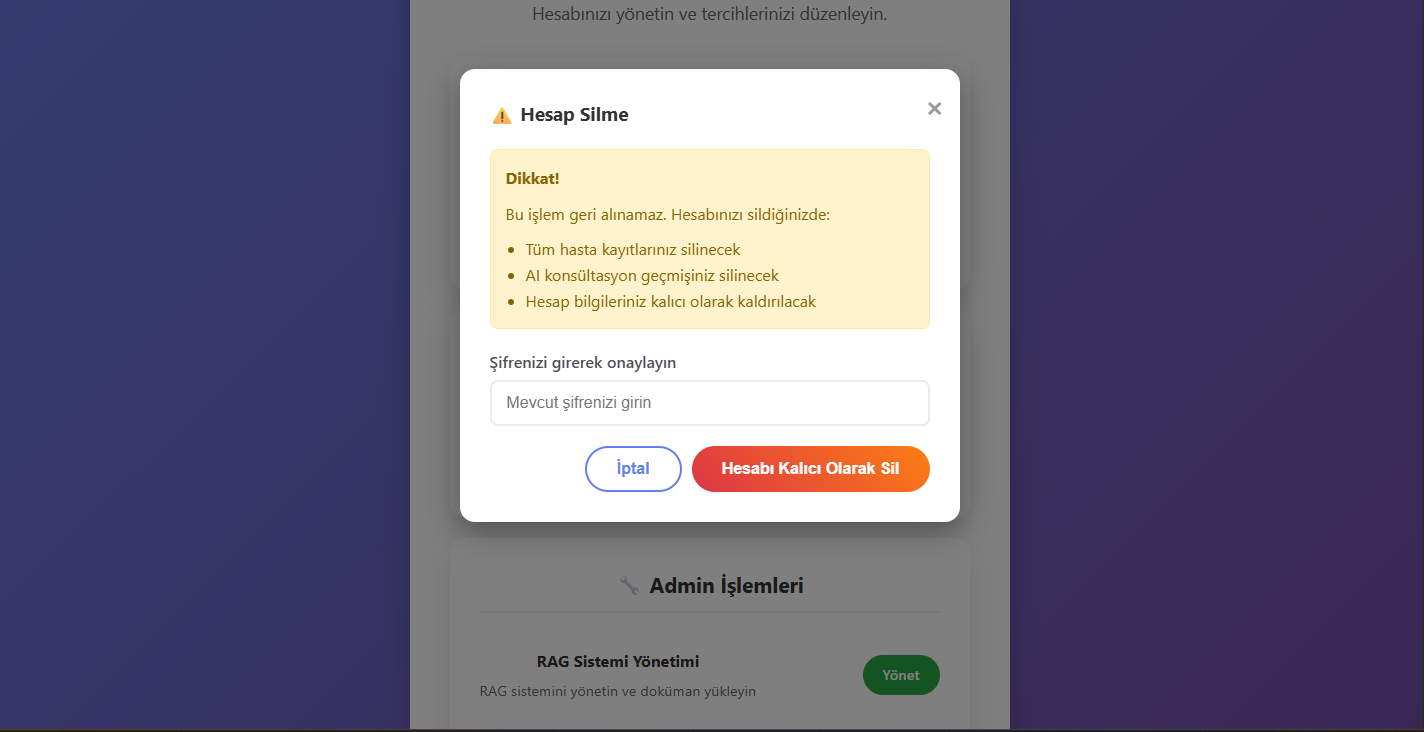 Hesabınızı yönetin ve tercihlerinizi düzenleyin.
Hesap Silme
×
Dikkat!
Bu işlem geri alınamaz. Hesabınızı sildiğinizde:
• Tüm hasta kayıtlarınız silinecek
• AI konsültasyon geçmişiniz silinecek
• Hesap bilgileriniz kalıcı olarak kaldırılacak
Şifrenizi girerek onaylayın
Mevcut şifrenizi girin
İptal
Hesabı Kalıcı Olarak Sil
Admin İşlemleri
RAG Sistemi Yönetimi
RAG sistemini yönetin ve doküman yükleyin
Yönet